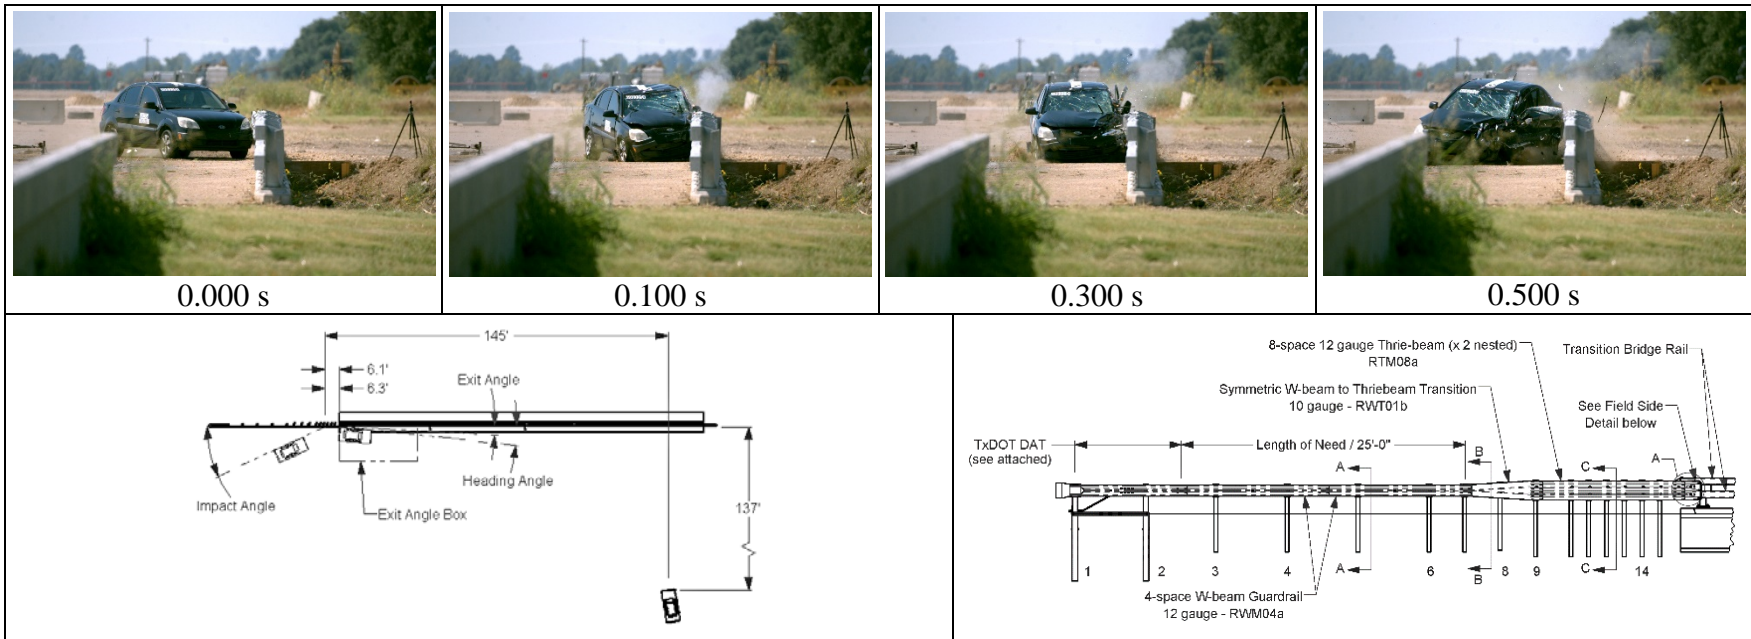 0.000 s
0.100 s
0.300 s
0.500 s
145'
6.1'
6.3'
Exit Angle
Heading Angle
Impact Angle
Exit Angle Box
137'
8-space 12 gauge Thrie-beam (x 2 nested)
RTM08a
Transition Bridge Rail
Symmetric W-beam to Thriebeam Transition
10 gauge - RWT01b
See Field Side
Detail below
TxDOT DAT
(see attached)
Length of Need / 25'-0"
A
B
C
A
1
2
3
4
A
6
B
8
9
C
14
4-space W-beam Guardrail
12 gauge - RWM04a